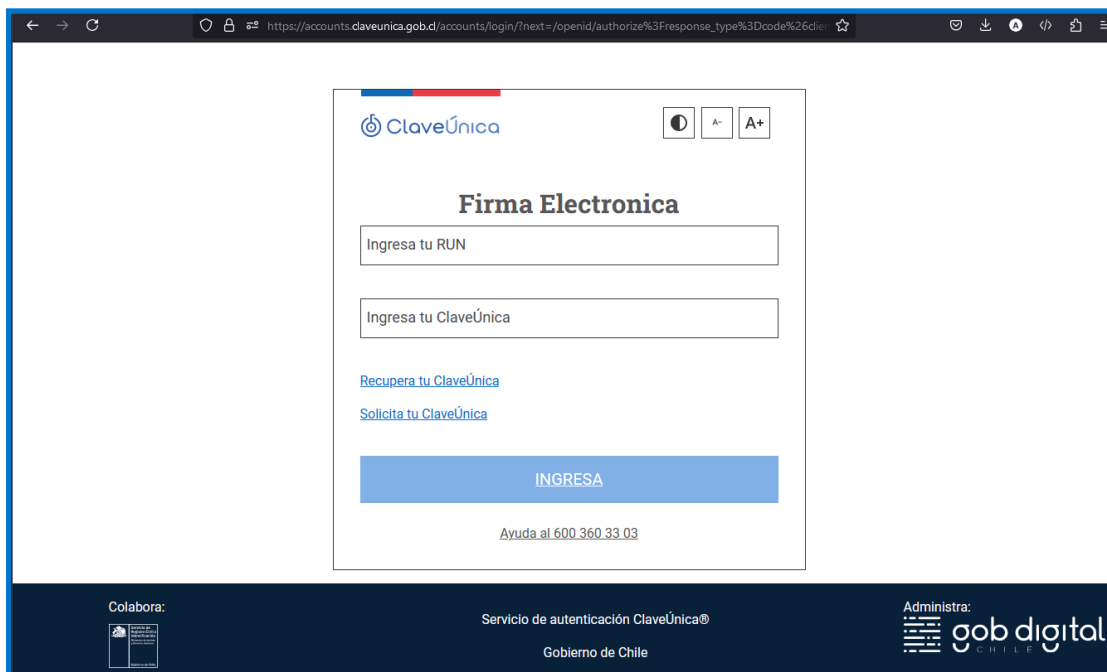 https://accounts.claveunica.gob.cl/accounts/login/?next=/openid/authorize%3Fresponse_type%3Dcode%26clie
ClaveÚnica
A-
A+
Firma Electronica
Ingresa tu RUN
Ingresa tu ClaveÚnica
Recupera tu ClaveÚnica
Solicita tu ClaveÚnica
INGRESA
Ayuda al 600 360 33 03
Colabora:
Servicio de autenticación ClaveÚnica®
Gobierno de Chile
Administra:
gob digital
CHILE